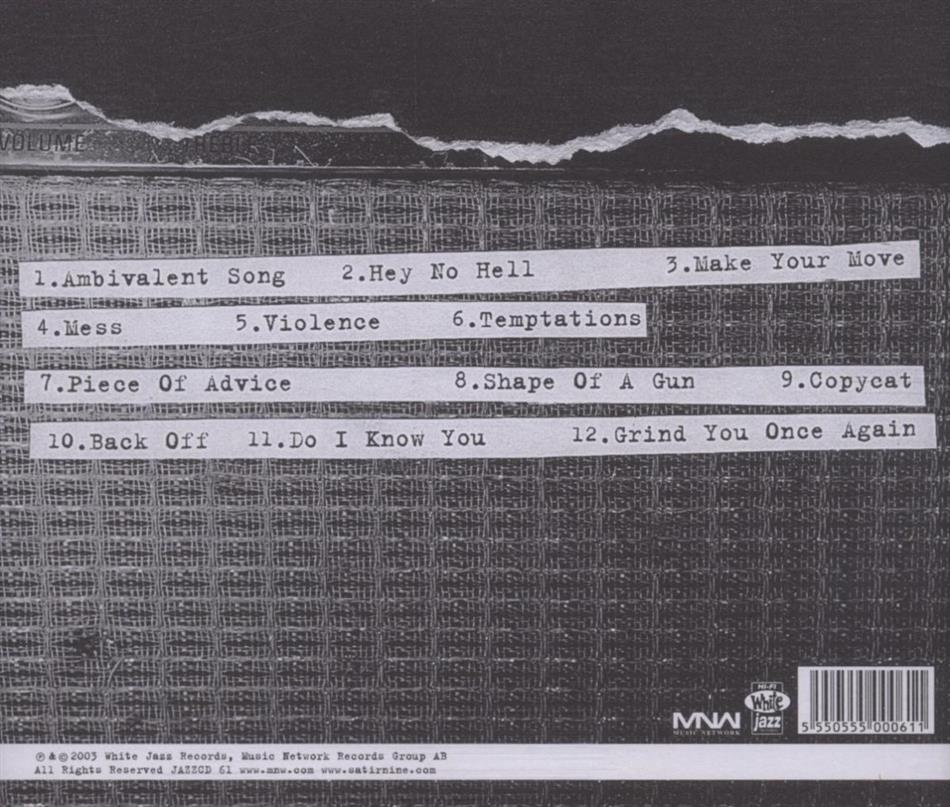 VOLUME TREBLE
1.Ambivalent Song 2.Hey No Hell 3.Make Your Move
4.Mess 5.Violence 6.Temptations
7.Piece Of Advice 8.Shape Of A Gun 9.Copycat
10.Back Off 11.Do I Know You 12.Grind You Once Again
MNW
MUSIC NETWORK
HI-FI
White
jazz
5 550555 000611
℗ & © 2003 White Jazz Records, Music Network Records Group AB
All Rights Reserved JAZZCD 61 www.mnw.com www.satirnine.com